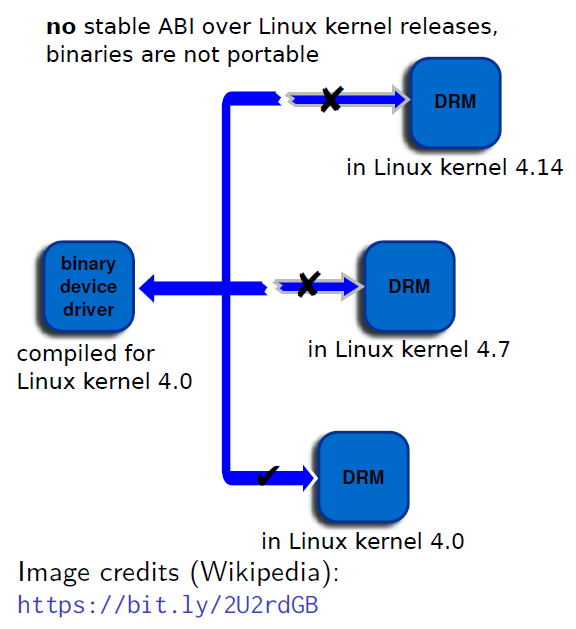 no stable ABI over Linux kernel releases,
binaries are not portable
DRM
in Linux kernel 4.14
binary
device
driver
compiled for
Linux kernel 4.0
DRM
in Linux kernel 4.7
DRM
in Linux kernel 4.0
Image credits (Wikipedia):
https://bit.ly/2U2rdGB